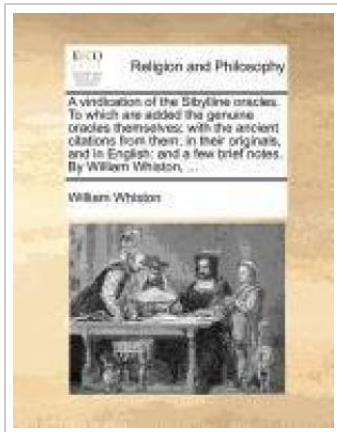 ECCO
Religion and Philosophy
A vindication of the Sibylline oracles.
To which are added the genuine
oracles themselves; with the ancient
citations from them; in their originals,
and in English: and a few brief notes.
By William Whiston, ...
William Whiston